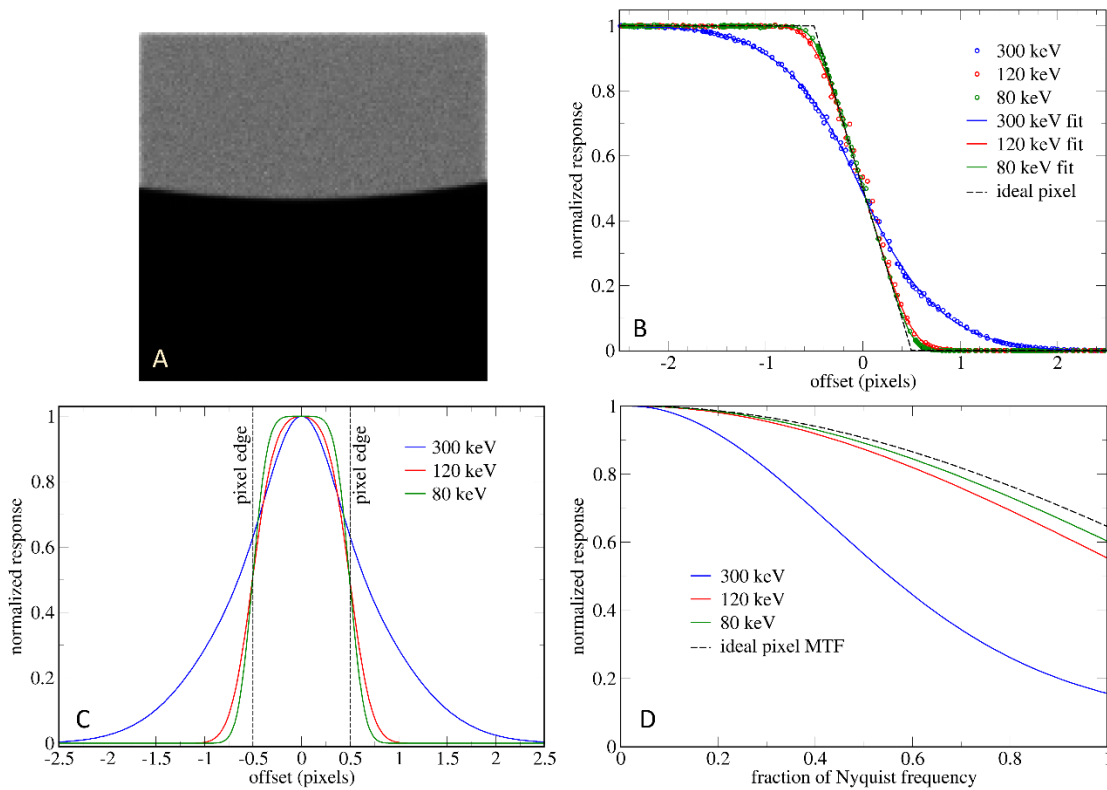 A
1
0.8
0.6
0.4
0.2
0
normalized response
-2
-1
0
1
2
offset (pixels)
300 keV
120 keV
80 keV
300 keV fit
120 keV fit
80 keV fit
ideal pixel
B
1
0.8
0.6
0.4
0.2
0
normalized response
-2.5
-2
-1.5
-1
-0.5
0
0.5
1
1.5
2
2.5
offset (pixels)
pixel edge
pixel edge
300 keV
120 keV
80 keV
C
1
0.8
0.6
0.4
0.2
0
normalized response
0
0.2
0.4
0.6
0.8
1
fraction of Nyquist frequency
300 keV
120 keV
80 keV
ideal pixel MTF
D